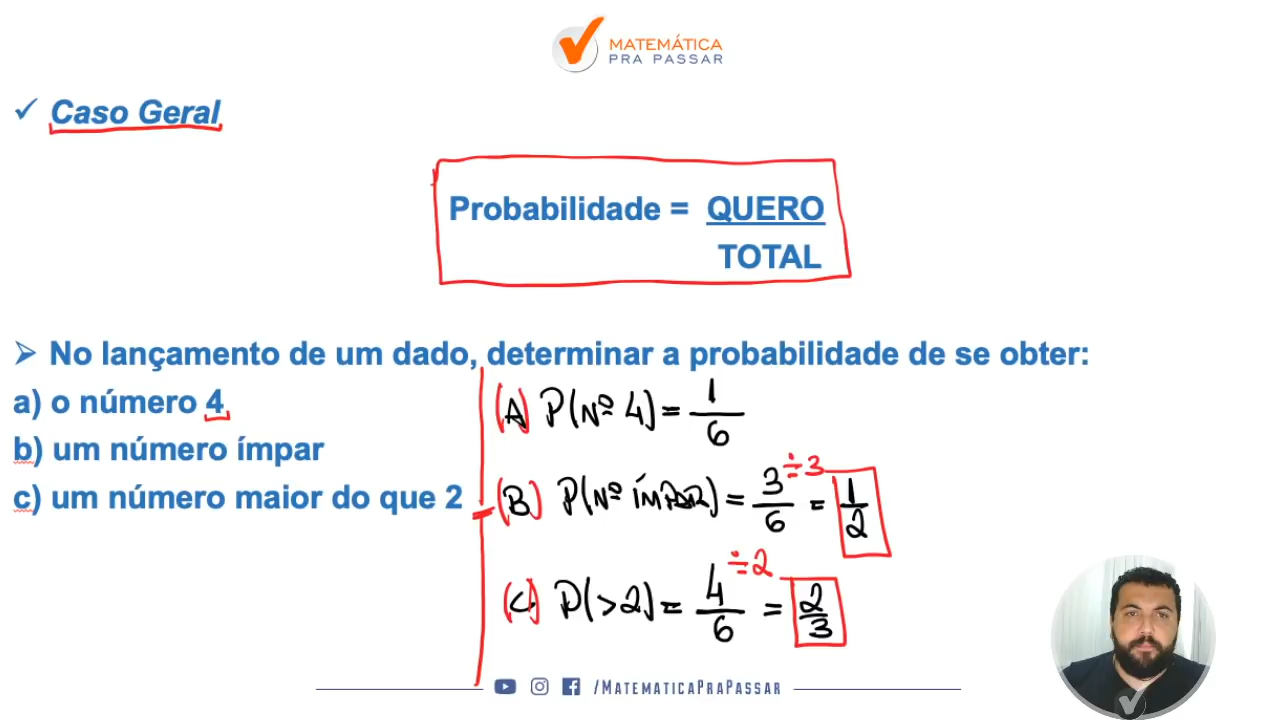 MATEMÁTICA
PRA PASSAR
✓ Caso Geral
Probabilidade = QUERO
TOTAL
➢ No lançamento de um dado, determinar a probabilidade de se obter:
a) o número 4
b) um número ímpar
c) um número maior do que 2
(A) P(Nº 4) = 1/6
(B) P(Nº ÍMPAR) = 3/6 ÷3 = 1/2
(C) P(>2) = 4/6 ÷2 = 2/3
/MATEMATICAPRAPASSAR